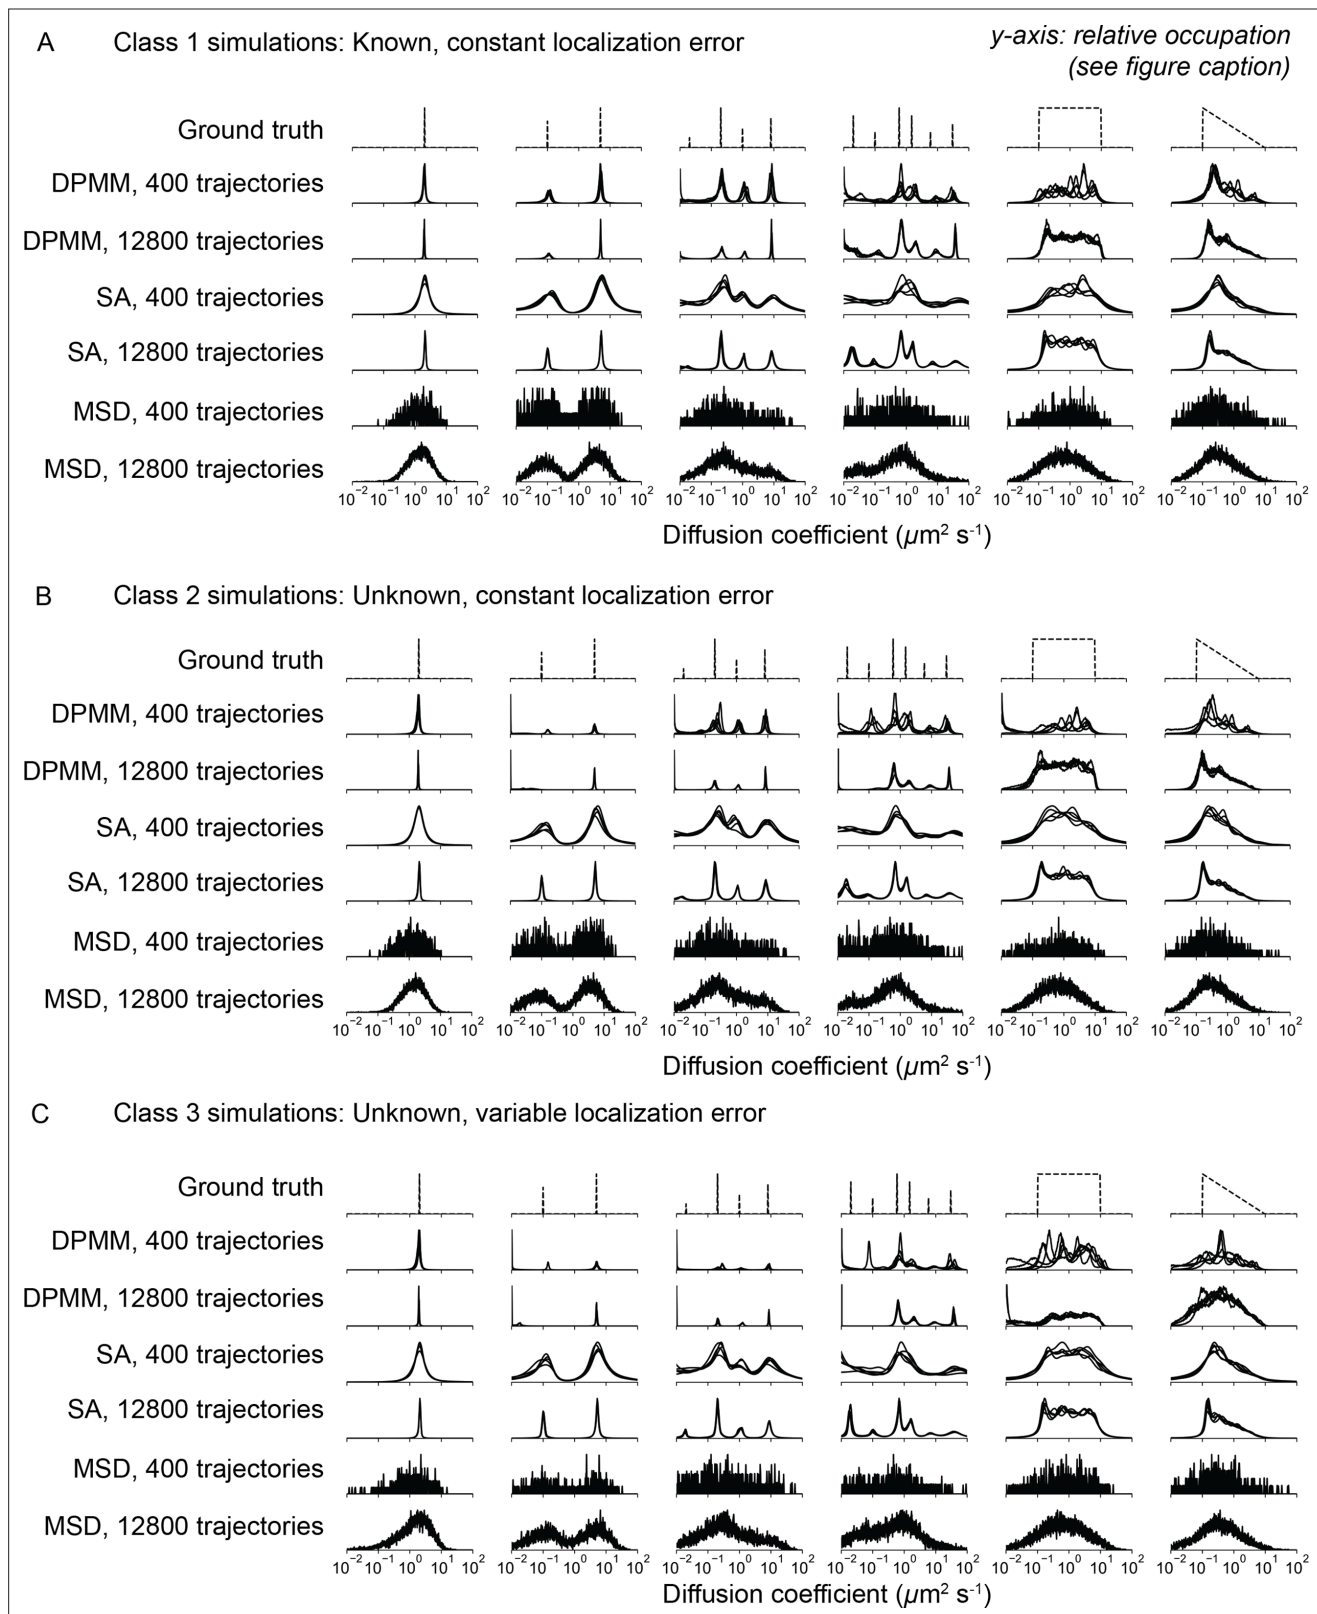 A Class 1 simulations: Known, constant localization error
y-axis: relative occupation
(see figure caption)
Ground truth
DPMM, 400 trajectories
DPMM, 12800 trajectories
SA, 400 trajectories
SA, 12800 trajectories
MSD, 400 trajectories
MSD, 12800 trajectories
10⁻² 10⁻¹ 10⁰ 10¹ 10² 10⁻² 10⁻¹ 10⁰ 10¹ 10² 10⁻² 10⁻¹ 10⁰ 10¹ 10² 10⁻² 10⁻¹ 10⁰ 10¹ 10² 10⁻² 10⁻¹ 10⁰ 10¹ 10² 10⁻² 10⁻¹ 10⁰ 10¹ 10²
Diffusion coefficient (µm² s⁻¹)
B Class 2 simulations: Unknown, constant localization error
Ground truth
DPMM, 400 trajectories
DPMM, 12800 trajectories
SA, 400 trajectories
SA, 12800 trajectories
MSD, 400 trajectories
MSD, 12800 trajectories
10⁻² 10⁻¹ 10⁰ 10¹ 10² 10⁻² 10⁻¹ 10⁰ 10¹ 10² 10⁻² 10⁻¹ 10⁰ 10¹ 10² 10⁻² 10⁻¹ 10⁰ 10¹ 10² 10⁻² 10⁻¹ 10⁰ 10¹ 10² 10⁻² 10⁻¹ 10⁰ 10¹ 10²
Diffusion coefficient (µm² s⁻¹)
C Class 3 simulations: Unknown, variable localization error
Ground truth
DPMM, 400 trajectories
DPMM, 12800 trajectories
SA, 400 trajectories
SA, 12800 trajectories
MSD, 400 trajectories
MSD, 12800 trajectories
10⁻² 10⁻¹ 10⁰ 10¹ 10² 10⁻² 10⁻¹ 10⁰ 10¹ 10² 10⁻² 10⁻¹ 10⁰ 10¹ 10² 10⁻² 10⁻¹ 10⁰ 10¹ 10² 10⁻² 10⁻¹ 10⁰ 10¹ 10² 10⁻² 10⁻¹ 10⁰ 10¹ 10²
Diffusion coefficient (µm² s⁻¹)